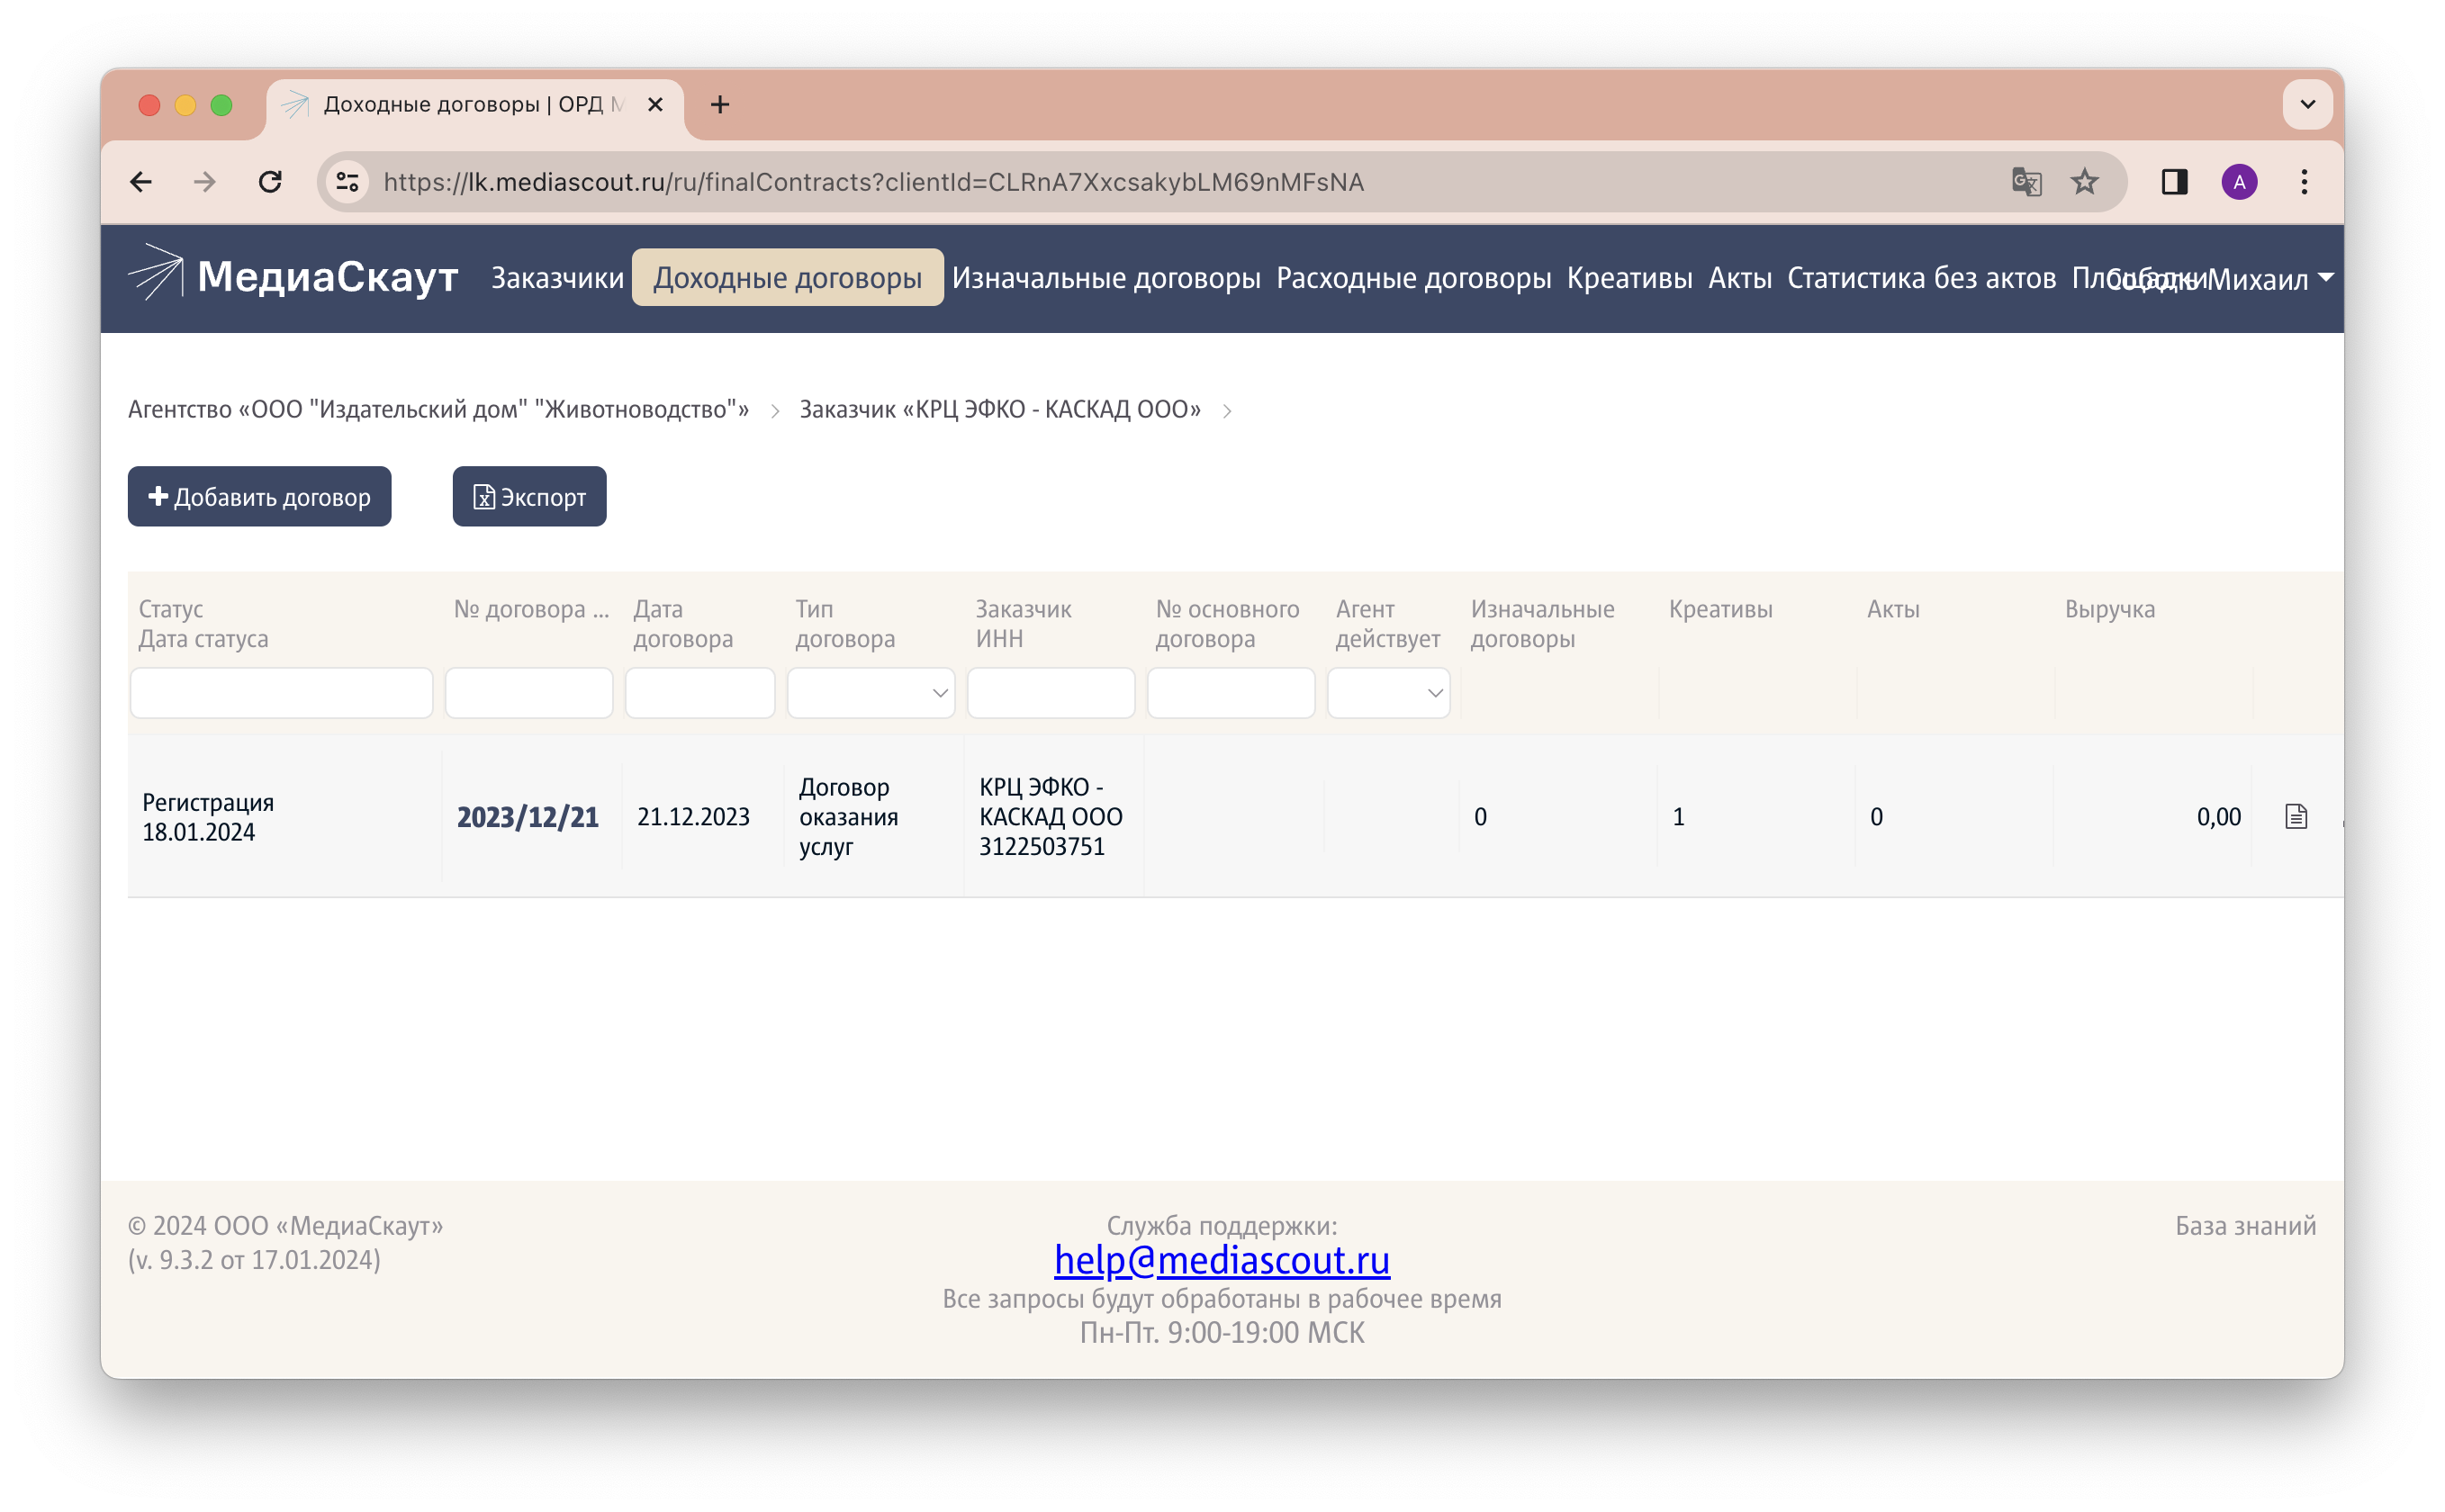 Доходные договоры | ОРД М
https://lk.mediascout.ru/ru/finalContracts?clientId=CLRnA7XxcsakybLM69nMFsNA
A
МедиаСкаут
Заказчики Доходные договоры Изначальные договоры Расходные договоры Креативы Акты Статистика без актов Площадки Соболь Михаил
Агентство «ООО "Издательский дом" "Животноводство"» Заказчик «КРЦ ЭФКО - КАСКАД ООО»
Добавить договор
Экспорт
Статус
Дата статуса
№ договора ...
Дата
договора
Тип
договора
Заказчик
ИНН
№ основного
договора
Агент
действует
Изначальные
договоры
Креативы
Акты
Выручка
Регистрация
18.01.2024
2023/12/21
21.12.2023
Договор
оказания
услуг
КРЦ ЭФКО -
КАСКАД ООО
3122503751
0
1
0
0,00
© 2024 ООО «МедиаСкаут»
(v. 9.3.2 от 17.01.2024)
Служба поддержки:
help@mediascout.ru
Все запросы будут обработаны в рабочее время
Пн-Пт. 9:00-19:00 МСК
База знаний